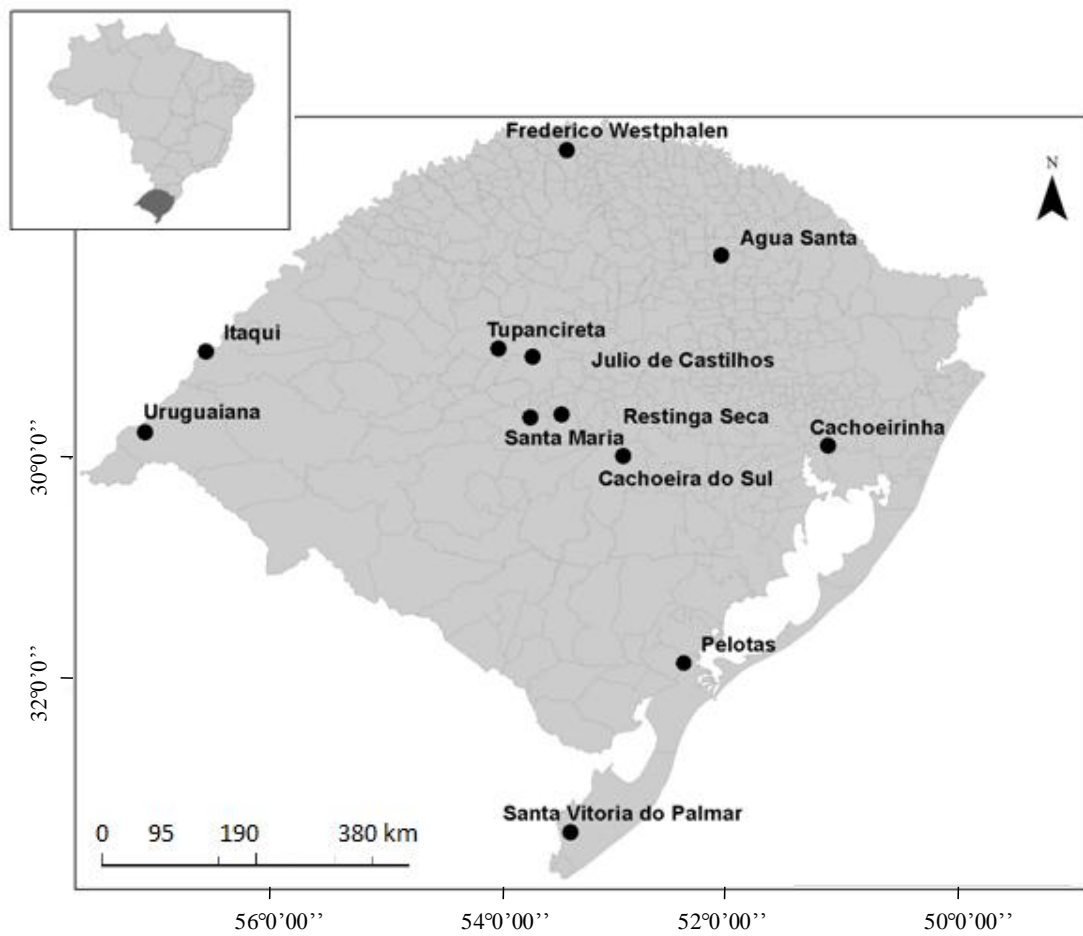 Frederico Westphalen
N
Agua Santa
Itaqui
Tupancireta
Julio de Castilhos
Uruguaiana
Restinga Seca
Cachoeirinha
Santa Maria
30°0'0’’
Cachoeira do Sul
Pelotas
32°0'0’’
Santa Vitoria do Palmar
0 95 190 380 km
56°0’00’’ 54°0’00’’ 52°0’00’’ 50°0’00’’